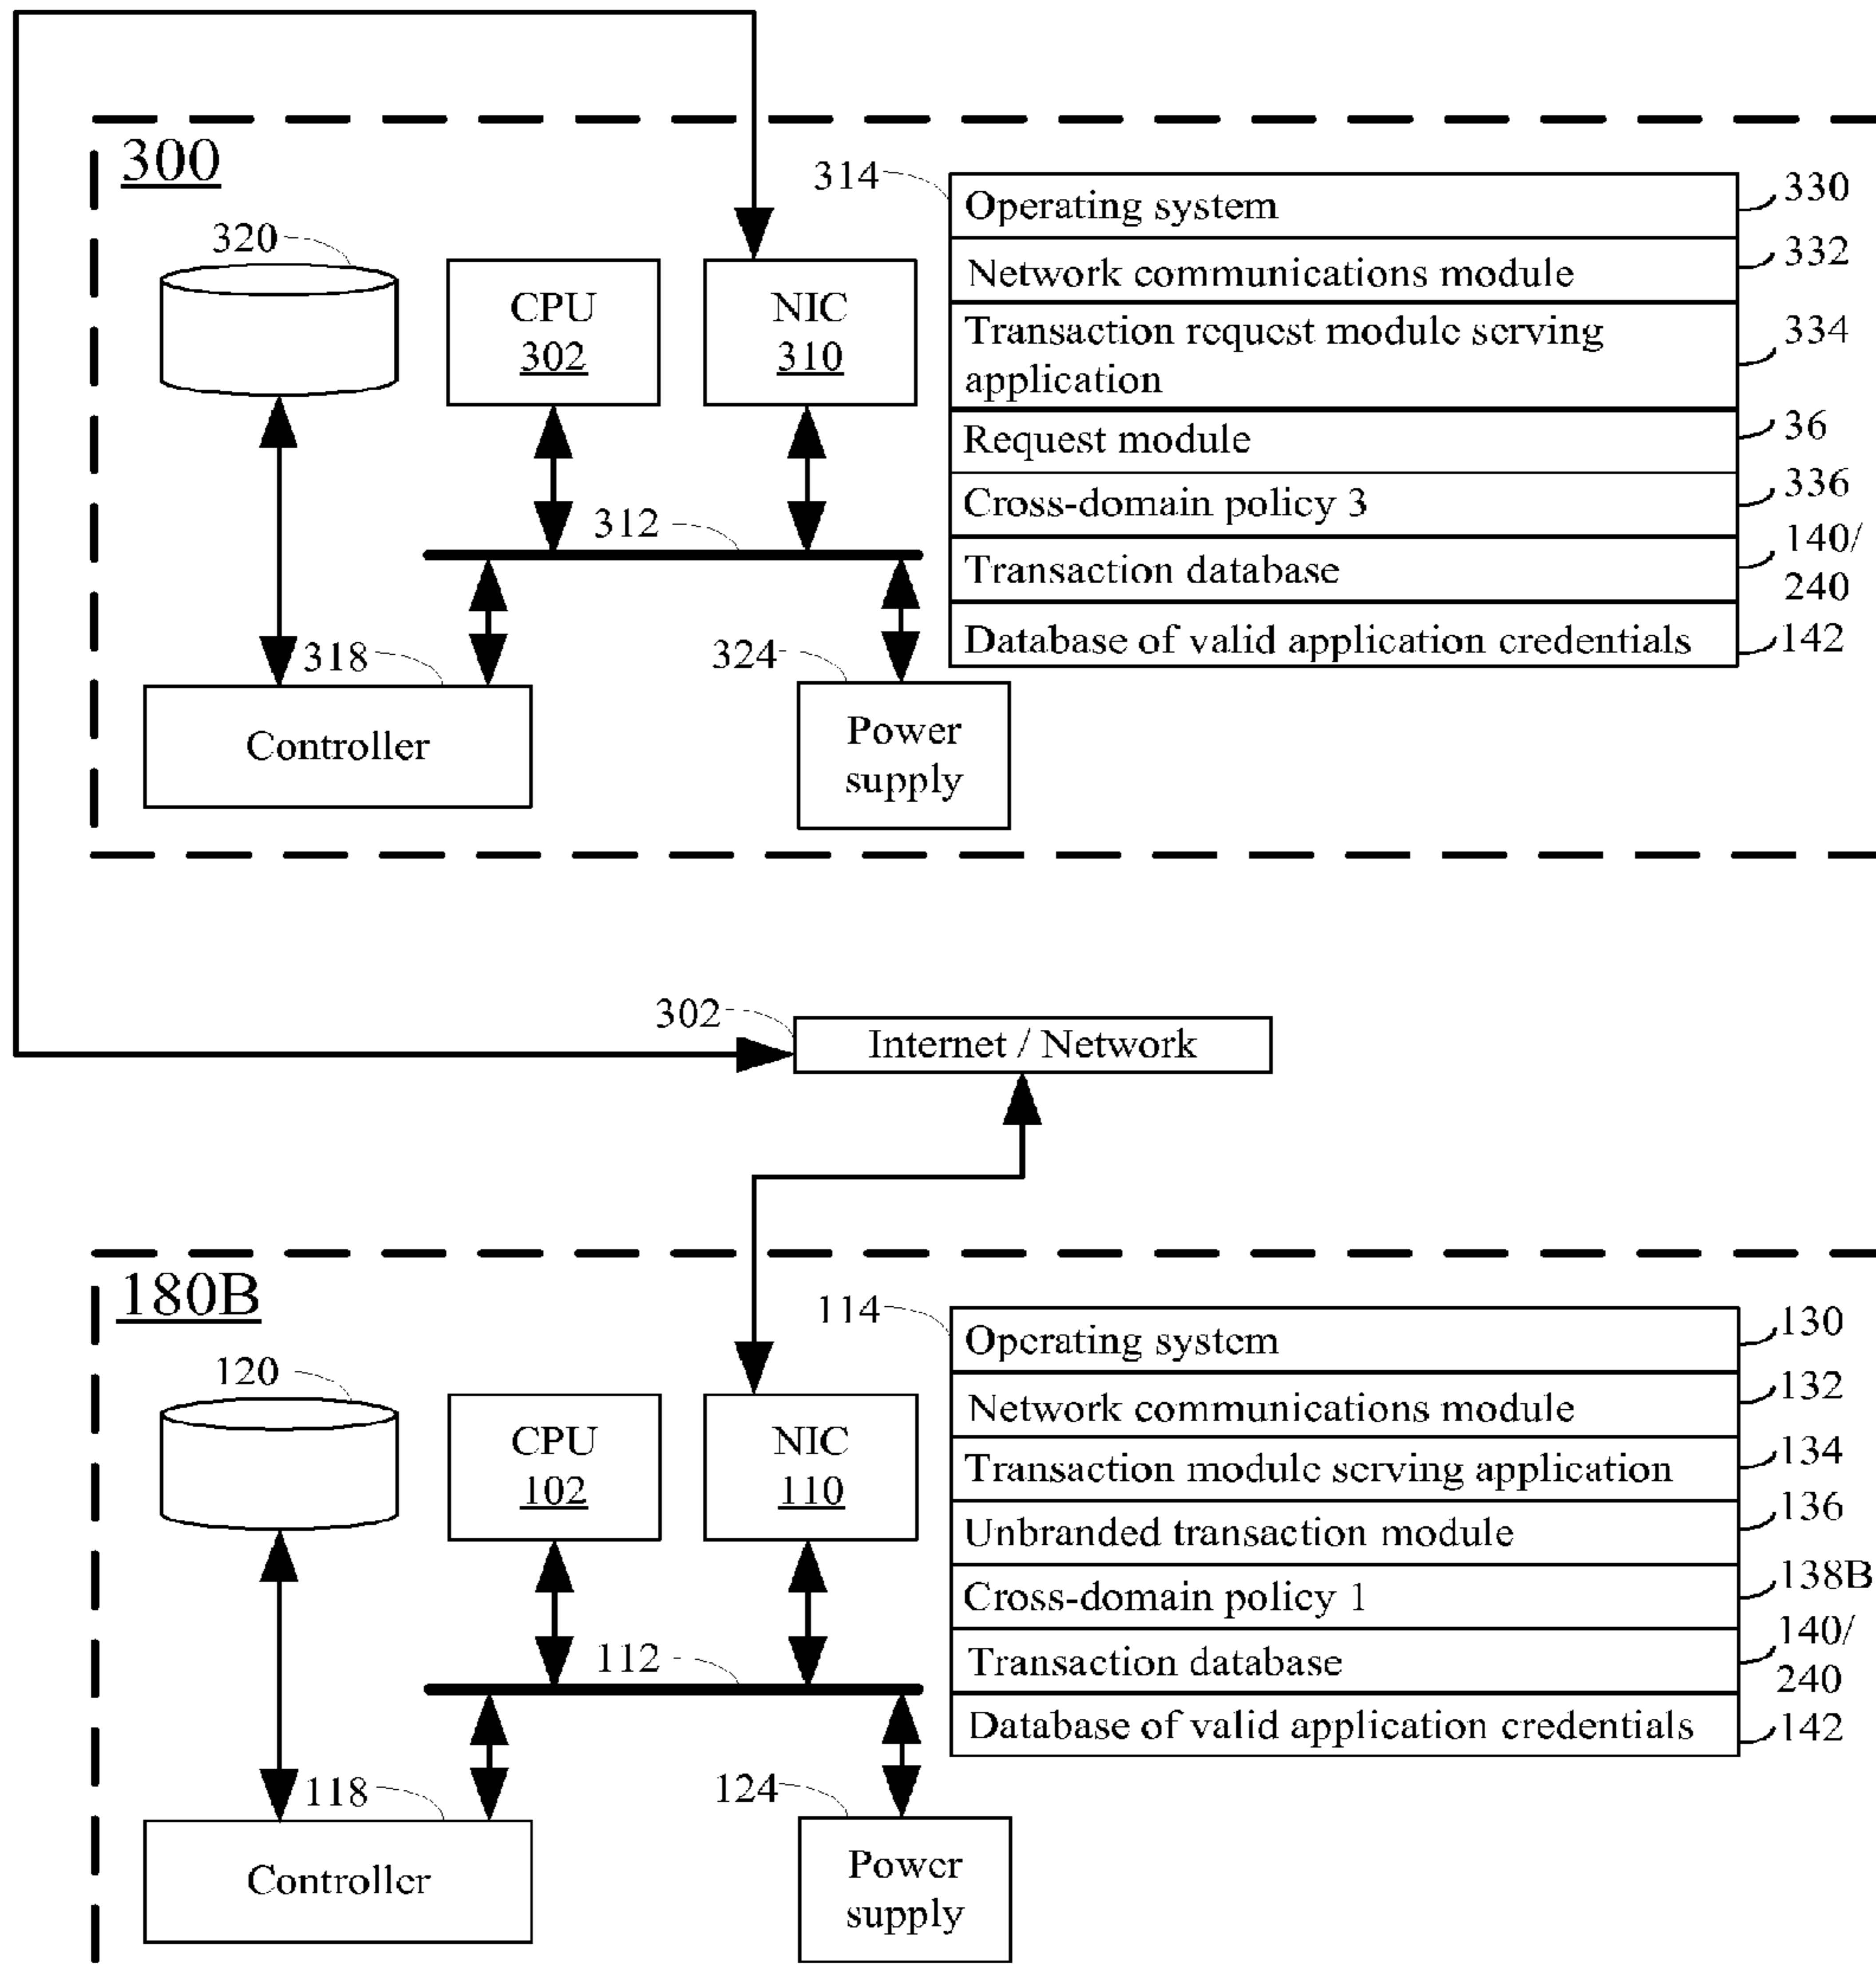 300
314
Operating system
330
320
Network communications module
332
CPU
302
NIC
310
Transaction request module serving
application
334
Request module
36
312
Cross-domain policy 3
336
Transaction database
140/
240
318
324
Database of valid application credentials
142
Controller
Power
supply
302
Internet / Network
180B
114
Operating system
130
120
Network communications module
132
CPU
102
NIC
110
Transaction module serving application
134
Unbranded transaction module
136
Cross-domain policy 1
138B
112
Transaction database
140/
240
Database of valid application credentials
142
118
124
Controller
Power
supply